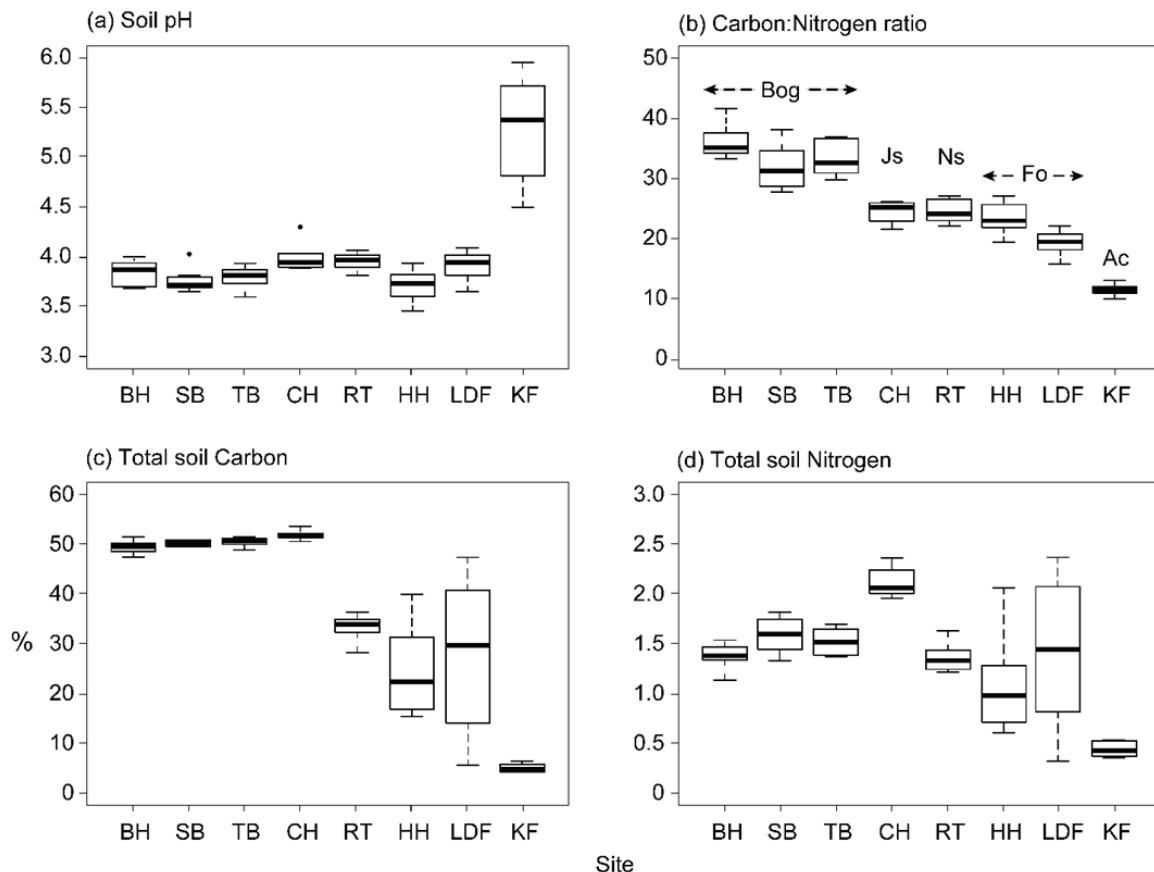 (a) Soil pH
6.0
5.5
5.0
4.5
4.0
3.5
3.0
BH SB TB CH RT HH LDF KF
(b) Carbon:Nitrogen ratio
50
40
30
20
10
0
Bog
Js
Ns
Fo
Ac
BH SB TB CH RT HH LDF KF
(c) Total soil Carbon
60
50
40
30
20
10
0
%
BH SB TB CH RT HH LDF KF
(d) Total soil Nitrogen
3.0
2.5
2.0
1.5
1.0
0.5
0.0
BH SB TB CH RT HH LDF KF
Site